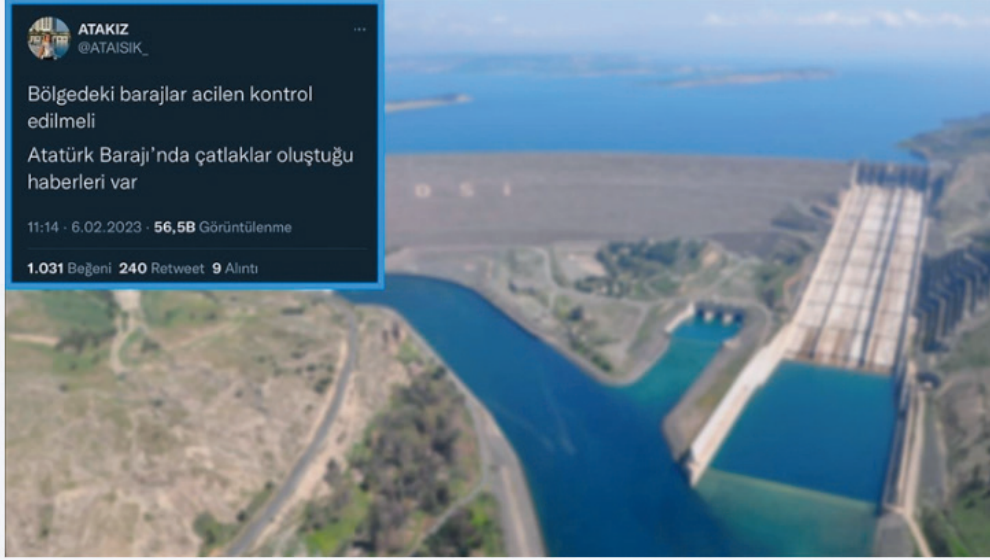 ATAKIZ
@ATAISIK_
Bölgedeki barajlar acilen kontrol
edilmeli
Atatürk Barajı'nda çatlaklar oluştuğu
haberleri var
11:14 · 6.02.2023 · 56,5B Görüntülenme
1.031 Beğeni 240 Retweet 9 Alıntı
D S İ